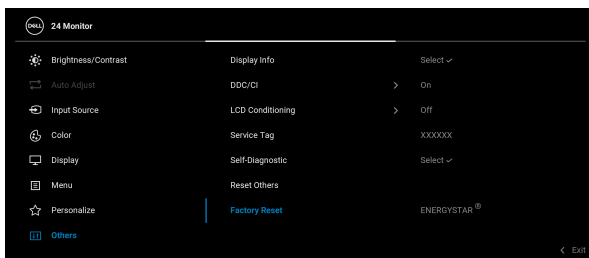 DELL 24 Monitor
Brightness/Contrast Display Info Select ✓
Auto Adjust DDC/CI > On
Input Source LCD Conditioning > Off
Color Service Tag XXXXXX
Display Self-Diagnostic Select ✓
Menu Reset Others
Personalize Factory Reset ENERGYSTAR ®
Others
< Exit